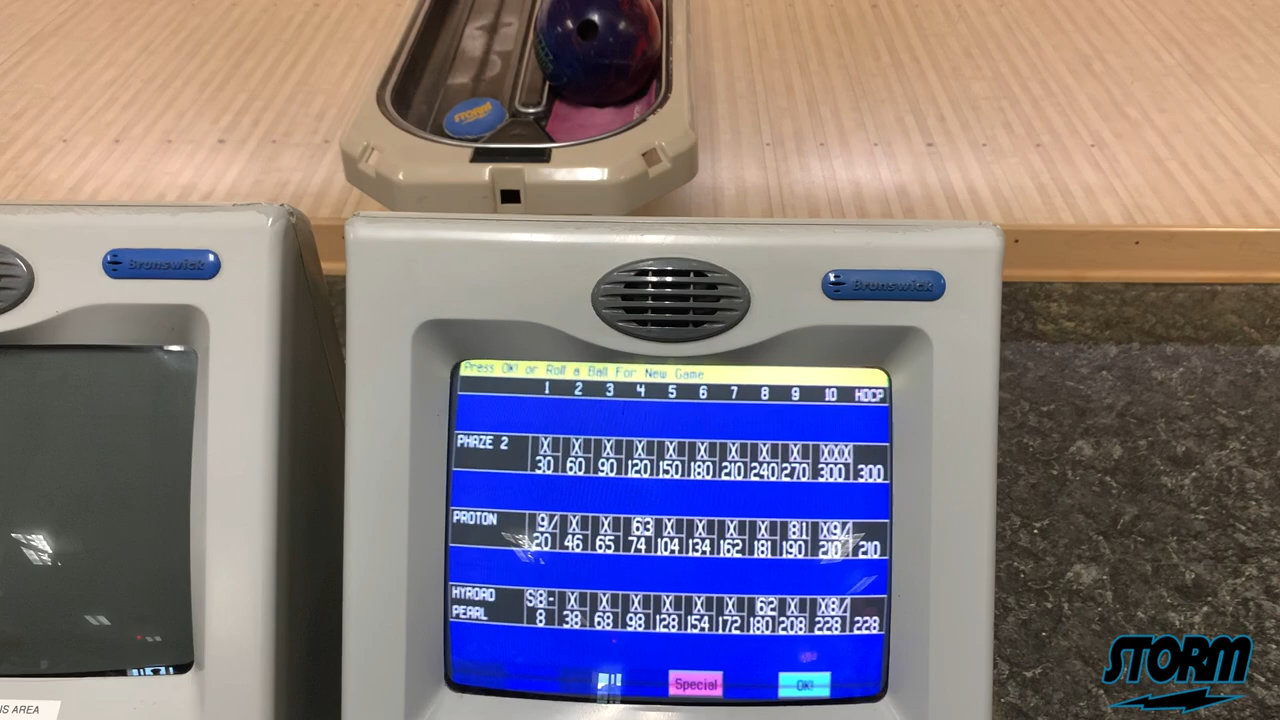 STORM
Brunswick
Brunswick
Press OK! or Roll a Ball For New Game
1 2 3 4 5 6 7 8 9 10 HDCP
PHAZE 2
X X X X X X X X X XXX
30 60 90 120 150 180 210 240 270 300 300
PROTON
9/ X X 63 X X X X 81 X9/
20 46 65 74 104 134 162 181 190 210 210
HYROAD
PEARL
S8- X X X X X X 62 X X8/
8 38 68 98 128 154 172 180 208 228 228
Special
OK!
IS AREA
STORM